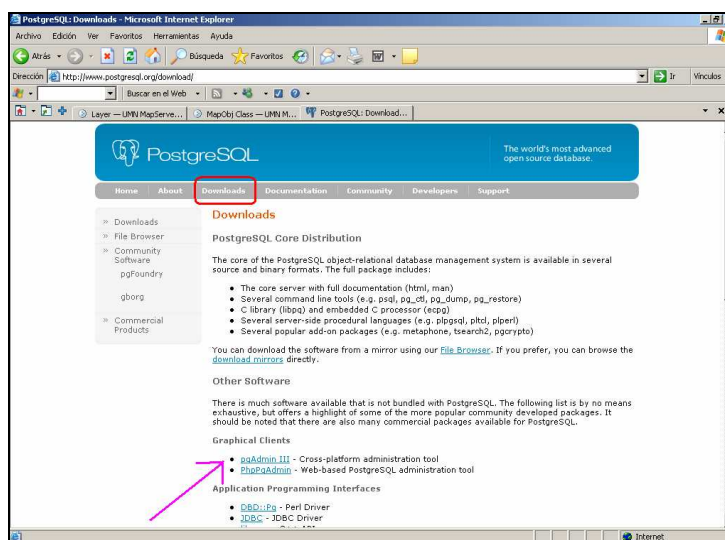 PostgreSQL: Downloads - Microsoft Internet Explorer
Archivo Edición Ver Favoritos Herramientas Ayuda
Atrás Búsqueda Favoritos
Dirección http://www.postgresql.org/download/ Ir Vínculos
Buscar en el Web
Layer — UMN MapServe... MapObj Class — UMN M... PostgreSQL: Download...
PostgreSQL
The world's most advanced
open source database.
Home About Downloads Documentation Community Developers Support
» Downloads
» File Browser
» Community
Software
pgFoundry
gborg
» Commercial
Products
Downloads
PostgreSQL Core Distribution
The core of the PostgreSQL object-relational database management system is available in several
source and binary formats. The full package includes:
• The core server with full documentation (html, man)
• Several command line tools (e.g. psql, pg_ctl, pg_dump, pg_restore)
• C library (libpq) and embedded C processor (ecpg)
• Several server-side procedural languages (e.g. plpgsql, pltcl, plperl)
• Several popular add-on packages (e.g. metaphone, tsearch2, pgcrypto)
You can download the software from a mirror using our File Browser. If you prefer, you can browse the
download mirrors directly.
Other Software
There is much software available that is not bundled with PostgreSQL. The following list is by no means
exhaustive, but offers a highlight of some of the more popular community developed packages. It
should be noted that there are also many commercial packages available for PostgreSQL.
Graphical Clients
• pgAdmin III - Cross-platform administration tool
• PhpPgAdmin - Web-based PostgreSQL administration tool
Application Programming Interfaces
• DBD::Pg - Perl Driver
• JDBC - JDBC Driver
Internet